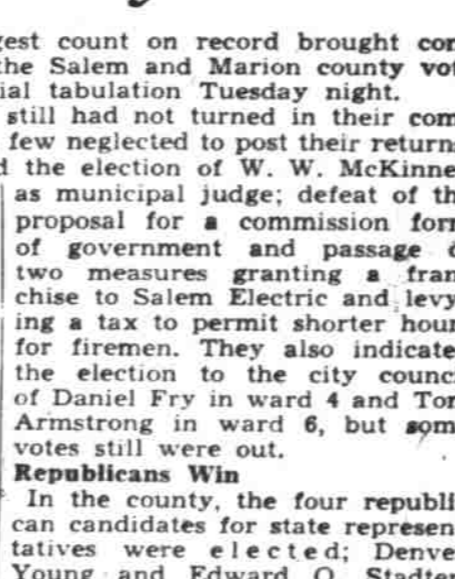 gest count on record brought con
the Salem and Marion county vot
ial tabulation Tuesday night.
still had not turned in their com
few neglected to post their return
d the election of W. W. McKinne
as municipal judge; defeat of th
proposal for a commission form
of government and passage o
two measures granting a fran
chise to Salem Electric and levy
ing a tax to permit shorter hour
for firemen. They also indicate
the election to the city counc
of Daniel Fry in ward 4 and Tor
Armstrong in ward 6, but som
votes still were out.
Republicans Win
In the county, the four republi
can candidates for state represen
tatives were elected; Denve
Young and Edward O. Stadter